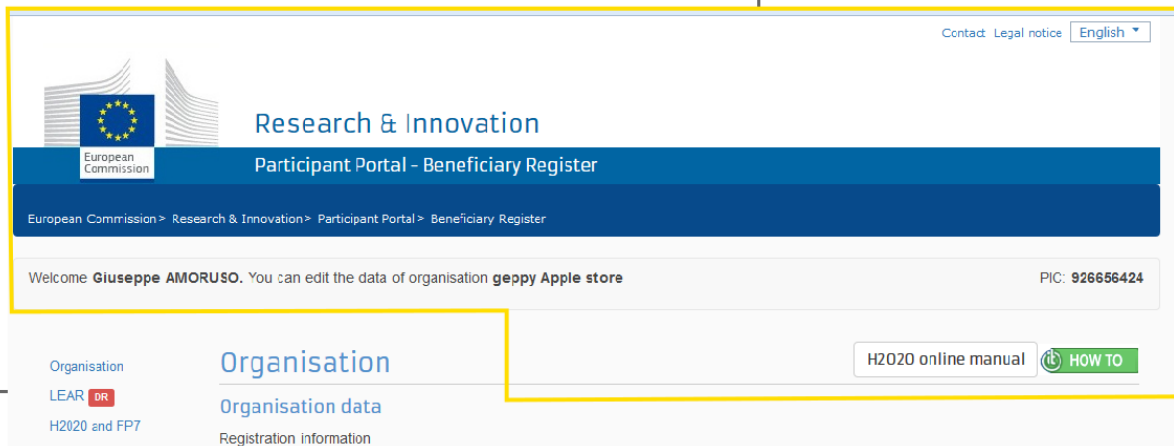 Contact Legal notice English
Research & Innovation
European
Commission
Participant Portal - Beneficiary Register
European Commission > Research & Innovation > Participant Portal > Beneficiary Register
Welcome Giuseppe AMORUSO. You can edit the data of organisation geppy Apple store PIC: 926656424
Organisation
Organisation
H2020 online manual it HOW TO
LEAR DR
Organisation data
H2020 and FP7
Registration information